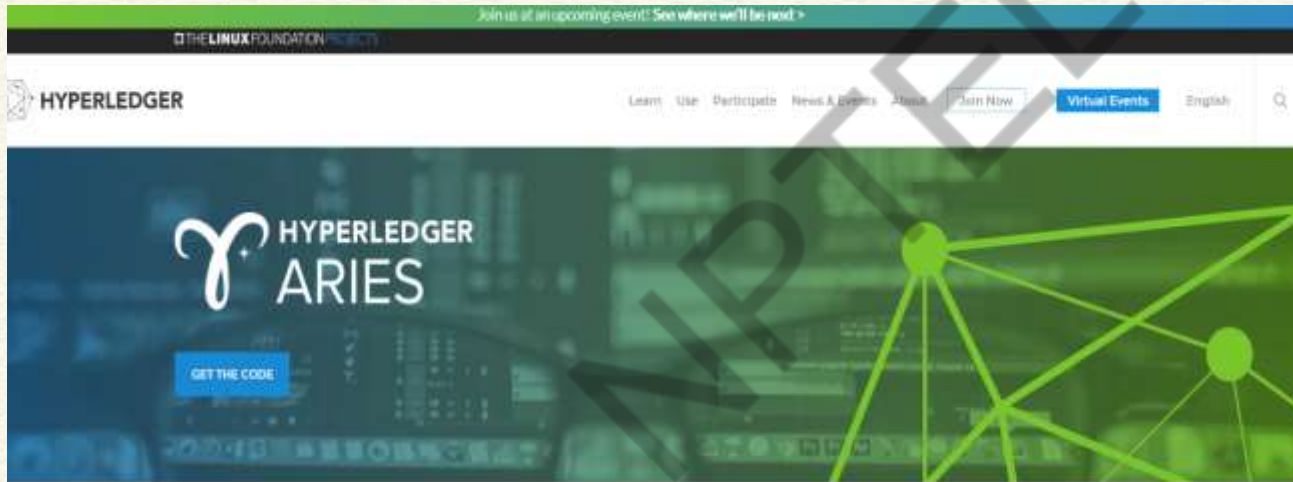 Join us at an upcoming event! See where we'll be next >
THE LINUX FOUNDATION PROJECTS
HYPERLEDGER
Learn Use Participate News & Events About Join Now Virtual Events English
HYPERLEDGER
ARIES
GET THE CODE
NPTEL